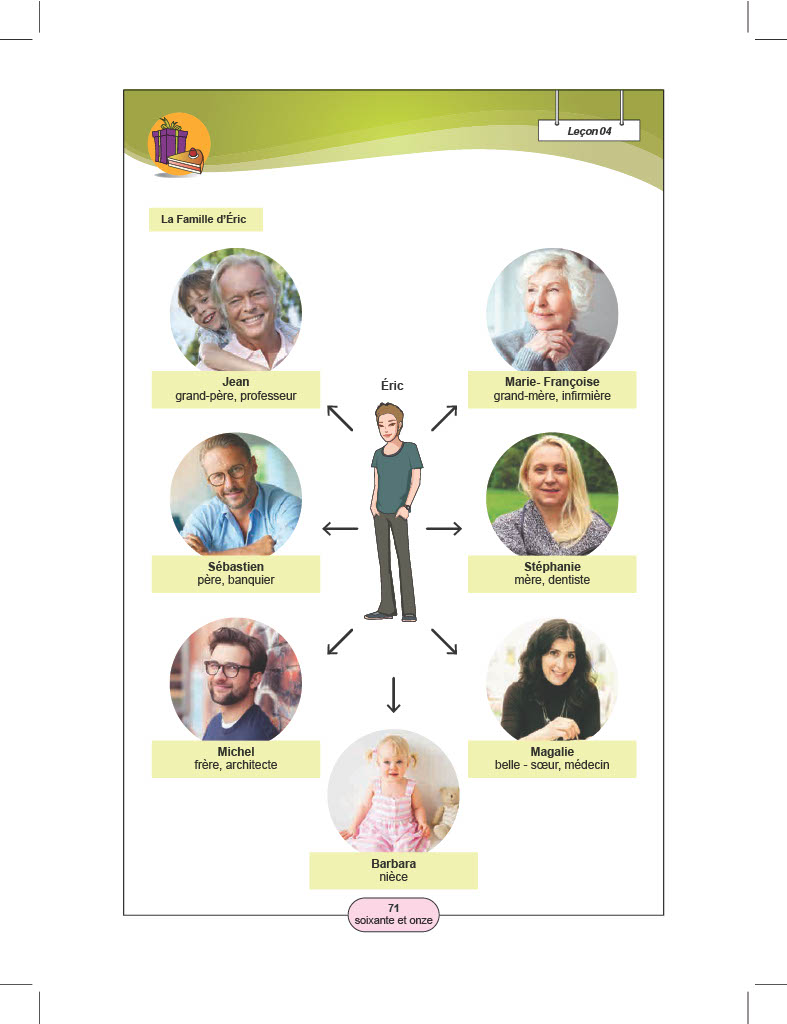 Leçon 04
La Famille d'Éric
Jean
grand-père, professeur
Éric
Marie- Françoise
grand-mère, infirmière
Sébastien
père, banquier
Stéphanie
mère, dentiste
Michel
frère, architecte
Magalie
belle - sœur, médecin
Barbara
nièce
71
soixante et onze